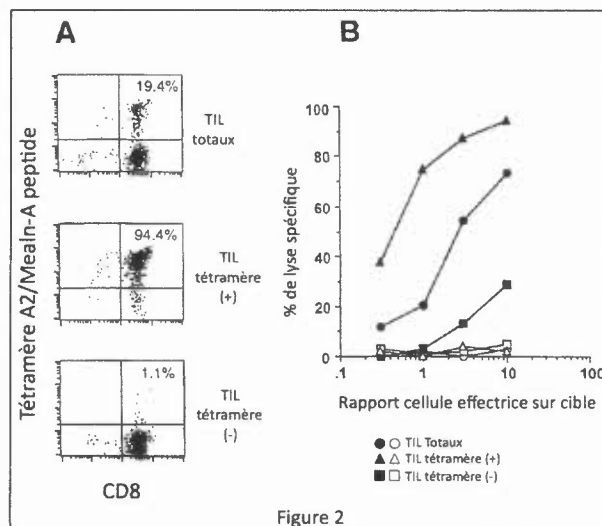 A
B
Tétramère A2/Mealn-A peptide
19.4%
TIL
totaux
94.4%
TIL
tétramère
(+)
1.1%
TIL
tétramère
(-)
CD8
% de lyse spécifique
100
80
60
40
20
0
.1
1
10
100
Rapport cellule effectrice sur cible
TIL Totaux
TIL tétramère (+)
TIL tétramère (-)
Figure 2